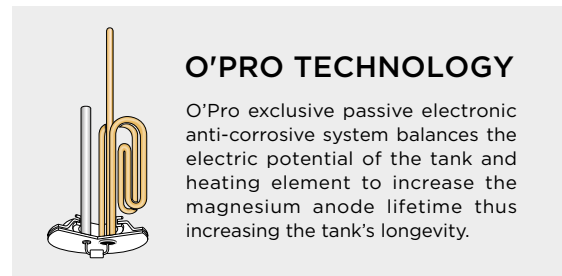 O'PRO TECHNOLOGY
O'Pro exclusive passive electronic
anti-corrosive system balances the
electric potential of the tank and
heating element to increase the
magnesium anode lifetime thus
increasing the tank's longevity.